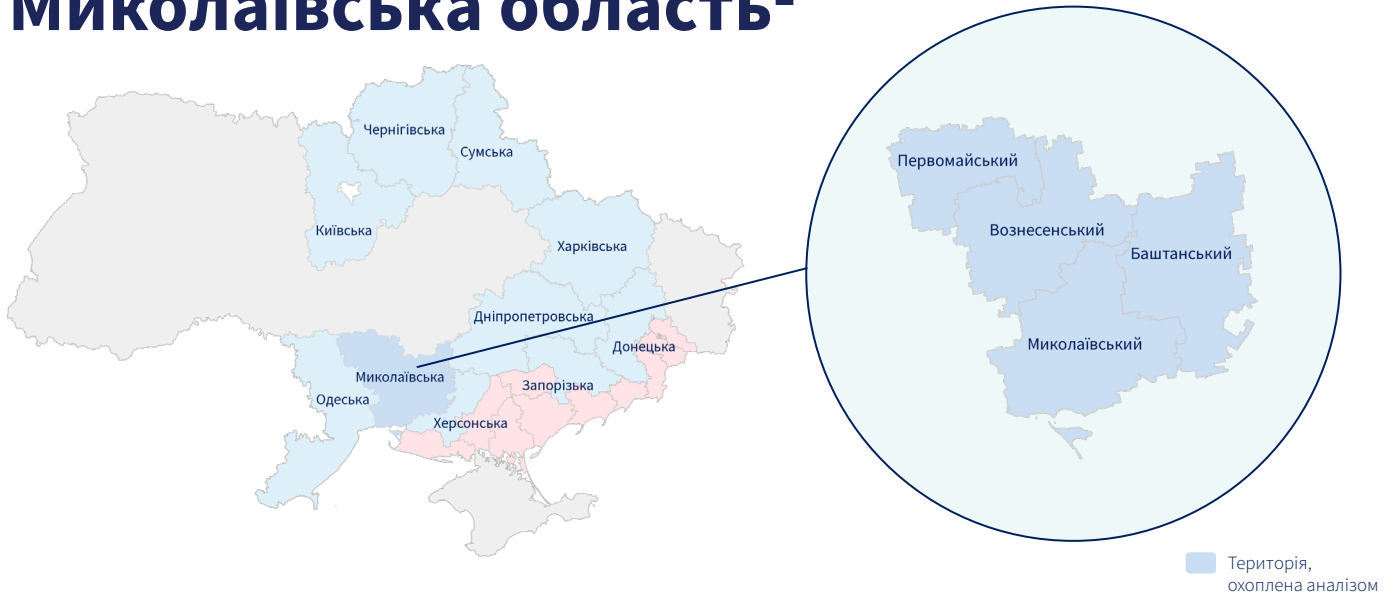 Миколаївська область-
Чернігівська
Сумська
Київська
Харківська
Дніпропетровська
Донецька
Миколаївська
Запорізька
Одеська
Херсонська
Первомайський
Вознесенський
Баштанський
Миколаївський
Територія,
охоплена аналізом